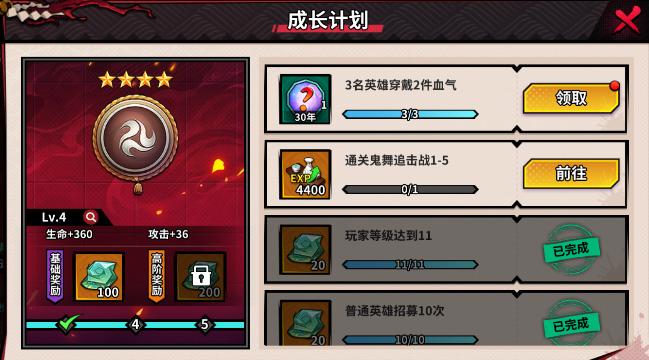 成长计划
Lv.4
生命+360 攻击+36
基础奖励
100
高阶奖励
200
4 5
3名英雄穿戴2件血气
?
1
30年
3/3
领取
通关鬼舞追击战1-5
EXP
4400
0/1
前往
玩家等级达到11
20
11/11
已完成
普通英雄招募10次
20
10/10
已完成